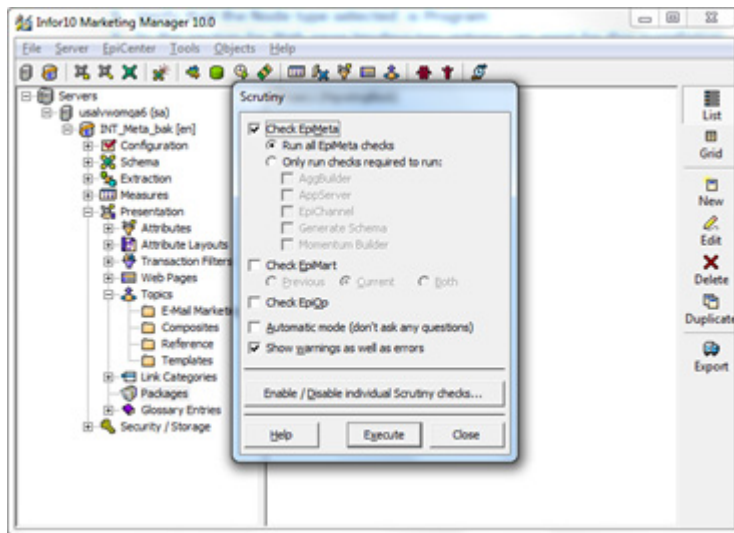 Infor10 Marketing Manager 10.0
File Server EpiCenter Tools Objects Help
Servers
usalvwomqa6 (sa)
INT_Meta_bak [en]
Configuration
Schema
Extraction
Measures
Presentation
Attributes
Attribute Layouts
Transaction Filters
Web Pages
Topics
E-Mail Marketi
Composites
Reference
Templates
Link Categories
Packages
Glossary Entries
Security / Storage
Scrutiny
Check EpiMeta
Run all EpiMeta checks
Only run checks required to run:
AggBuilder
AppServer
EpiChannel
Generate Schema
Momentum Builder
Check EpiMart
Previous Current Both
Check EpiOp
Automatic mode (don't ask any questions)
Show warnings as well as errors
Enable / Disable individual Scrutiny checks...
Help Execute Close
List
Grid
New
Edit
Delete
Duplicate
Export